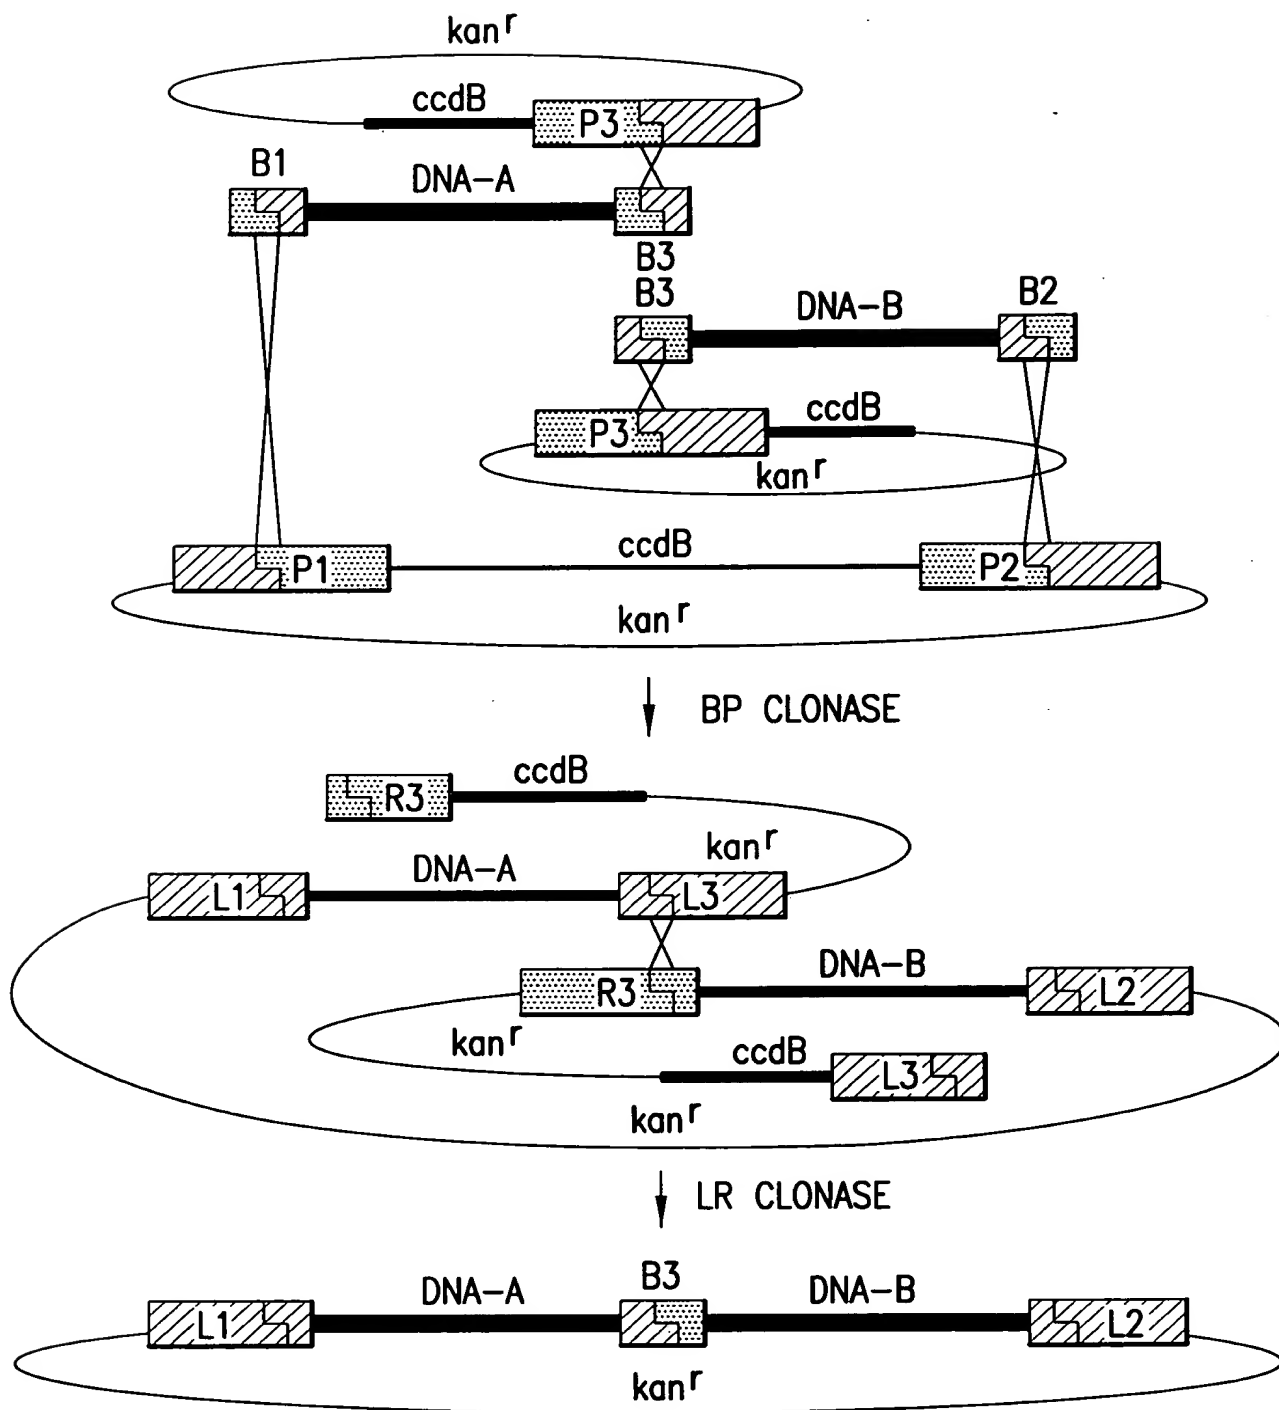 kanʳ
ccdB
P3
B1
DNA-A
B3
B3
DNA-B
B2
P3
ccdB
kanʳ
ccdB
P1
P2
kanʳ
BP CLONASE
ccdB
R3
kanʳ
DNA-A
L1
L3
DNA-B
R3
L2
kanʳ
ccdB
L3
kanʳ
LR CLONASE
B3
DNA-A
DNA-B
L1
L2
kanʳ